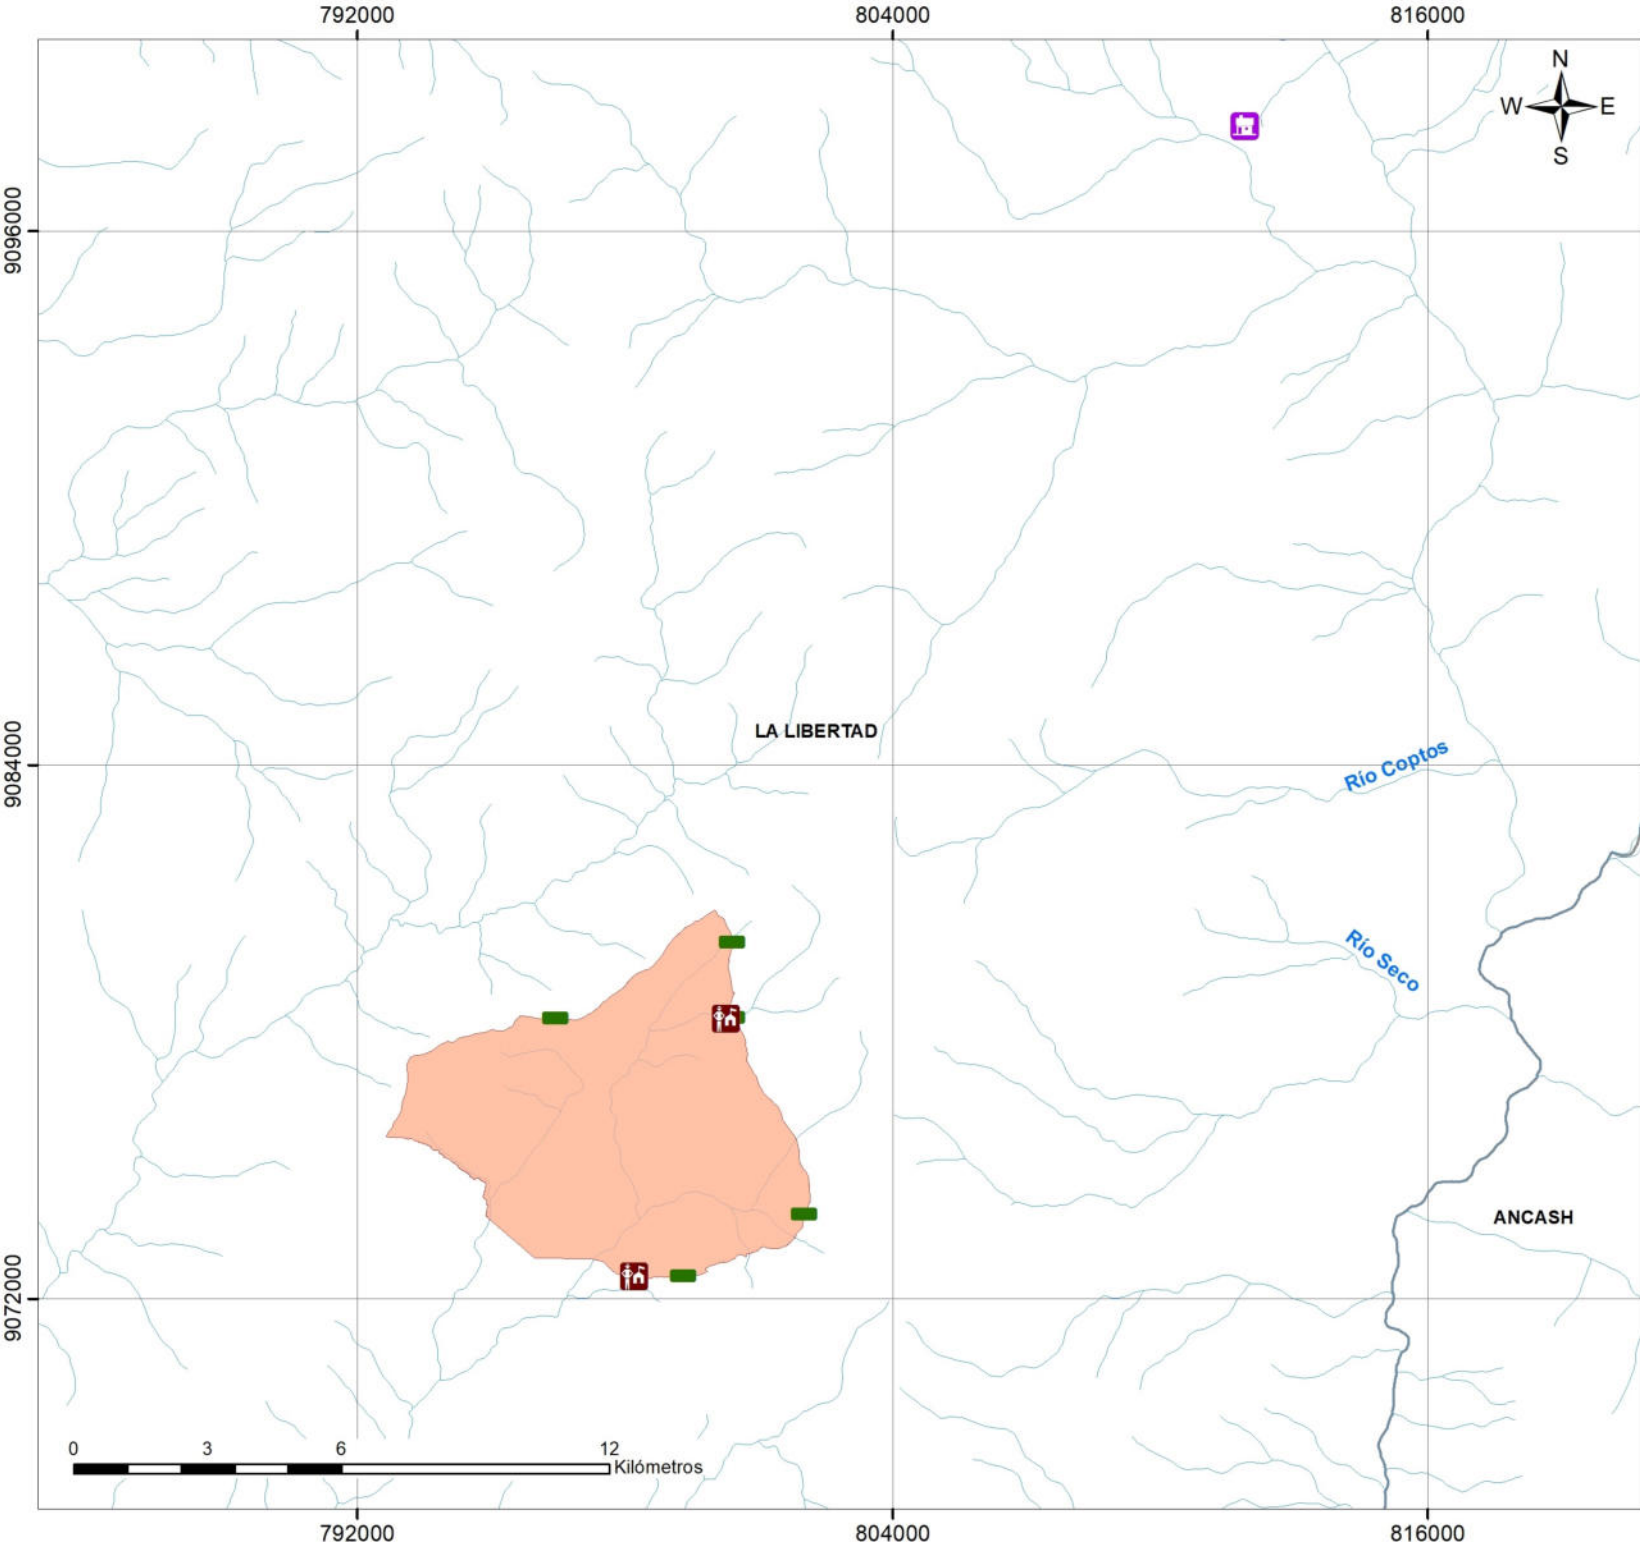 792000 804000 816000
N
W E
S
9096000
LA LIBERTAD
9084000
Río Coptos
Río Seco
ANCASH
9072000
0 3 6 12
Kilómetros
792000 804000 816000